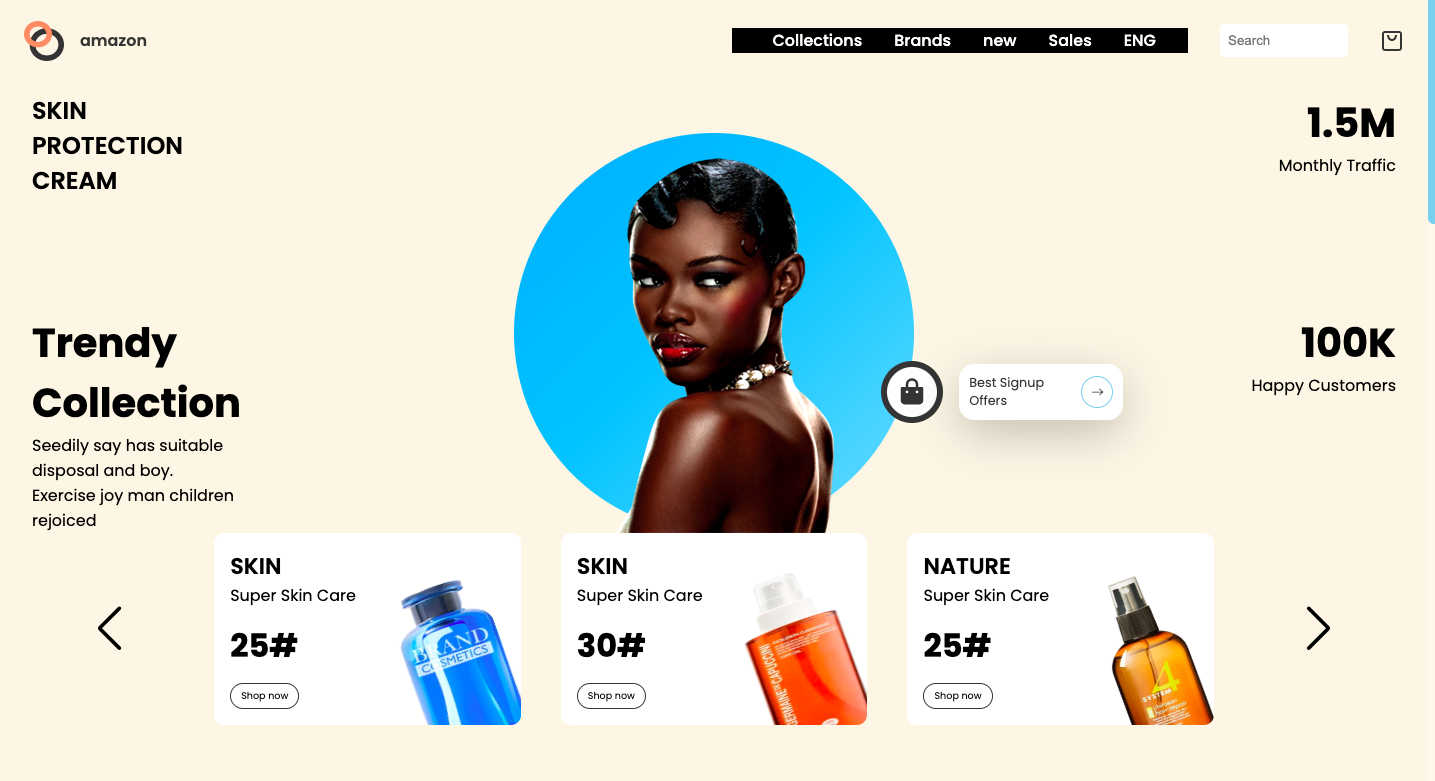 amazon
Collections Brands new Sales ENG
Search
SKIN
PROTECTION
CREAM
1.5M
Monthly Traffic
Trendy
Collection
Seedily say has suitable
disposal and boy.
Exercise joy man children
rejoiced
100K
Happy Customers
Best Signup
Offers
SKIN
Super Skin Care
25#
Shop now
BRAND
COSMETICS
SKIN
Super Skin Care
30#
Shop now
GERMAINE DE CAPUCCINI
NATURE
Super Skin Care
25#
Shop now
4
SYSTEM